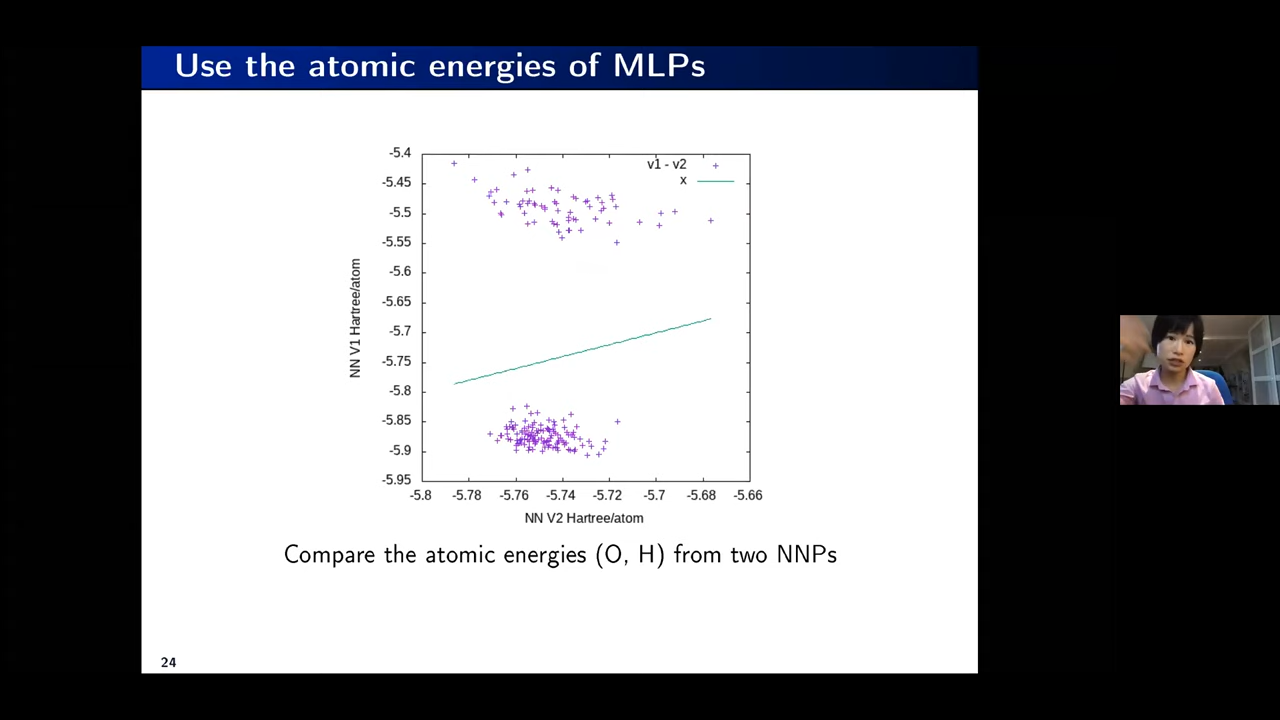 Use the atomic energies of MLPs
v1 - v2
x
-5.4
-5.45
-5.5
-5.55
-5.6
-5.65
-5.7
-5.75
-5.8
-5.85
-5.9
-5.95
NN V1 Hartree/atom
-5.8 -5.78 -5.76 -5.74 -5.72 -5.7 -5.68 -5.66
NN V2 Hartree/atom
Compare the atomic energies (O, H) from two NNPs
24